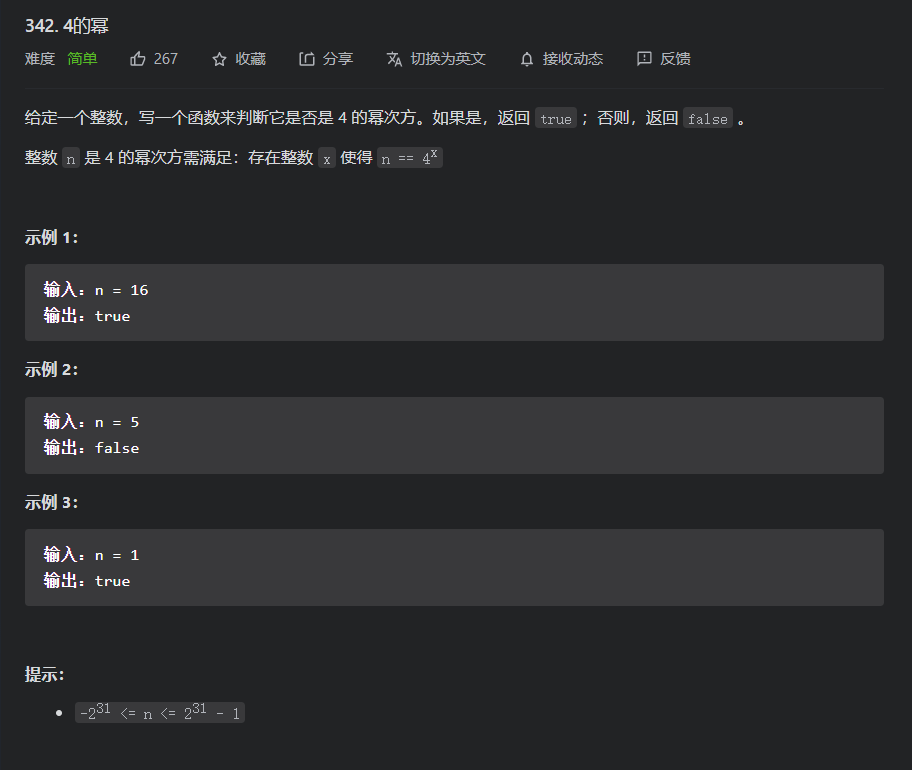 342. 4的幂
难度 简单 267 收藏 分享 切换为英文 接收动态 反馈
给定一个整数，写一个函数来判断它是否是 4 的幂次方。如果是，返回 true ；否则，返回 false 。
整数 n 是 4 的幂次方需满足：存在整数 x 使得 n == 4^x
示例 1：
输入：n = 16
输出：true
示例 2：
输入：n = 5
输出：false
示例 3：
输入：n = 1
输出：true
提示：
• -2^31 <= n <= 2^31 - 1